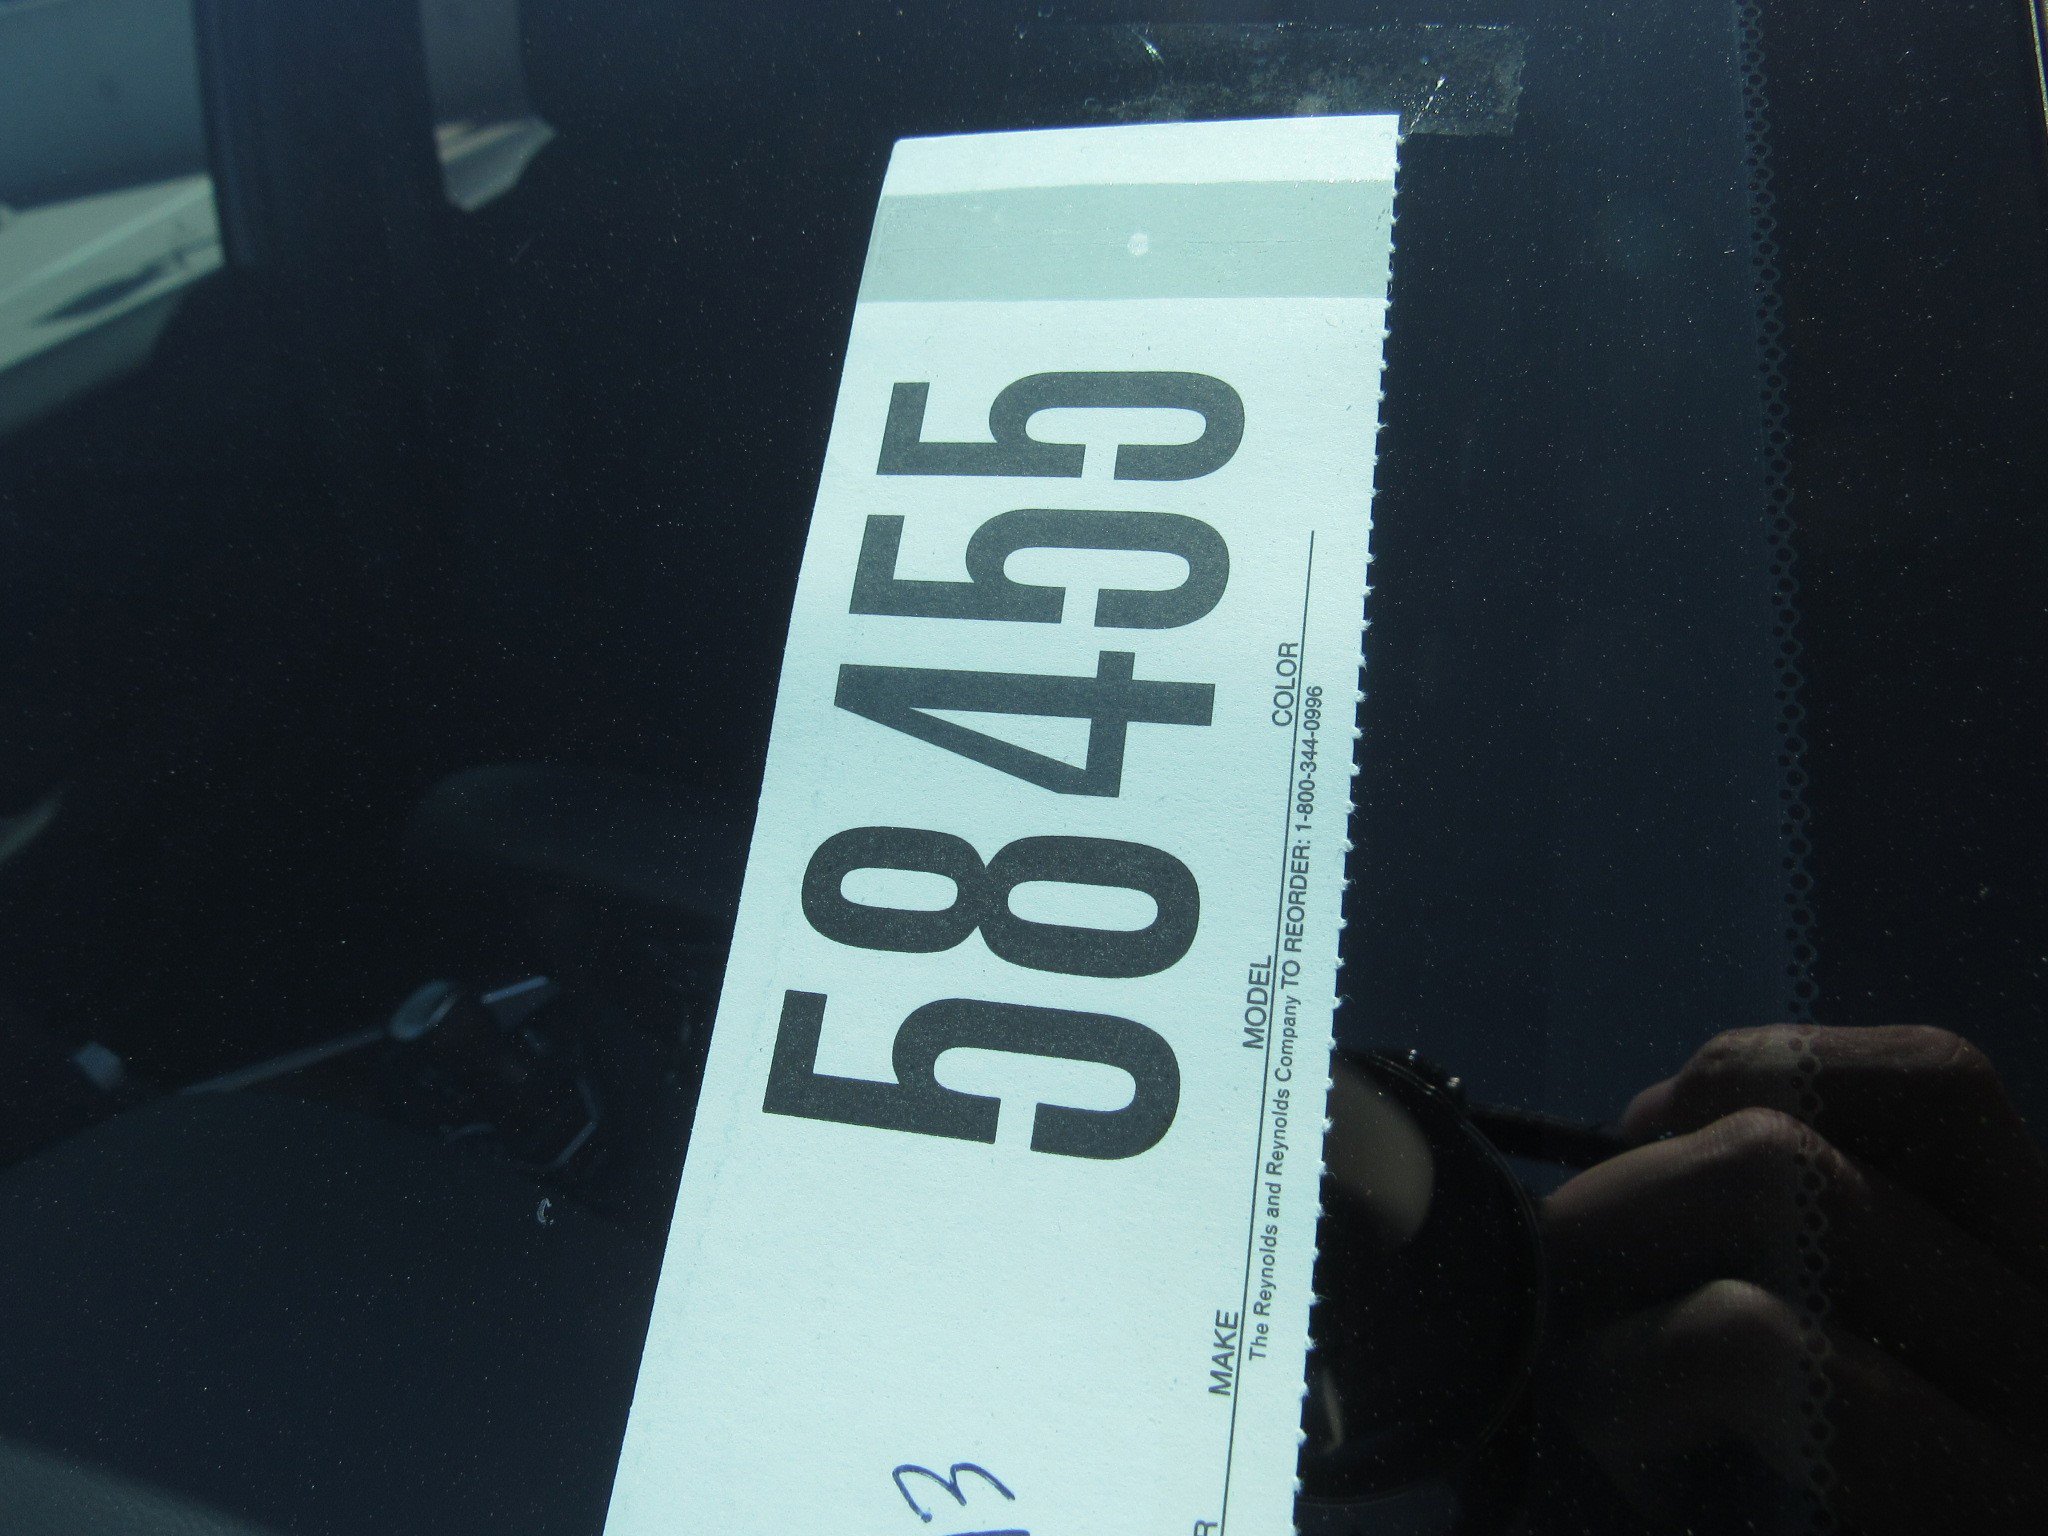 58455
MAKE MODEL COLOR
The Reynolds and Reynolds Company TO REORDER: 1-800-344-0996